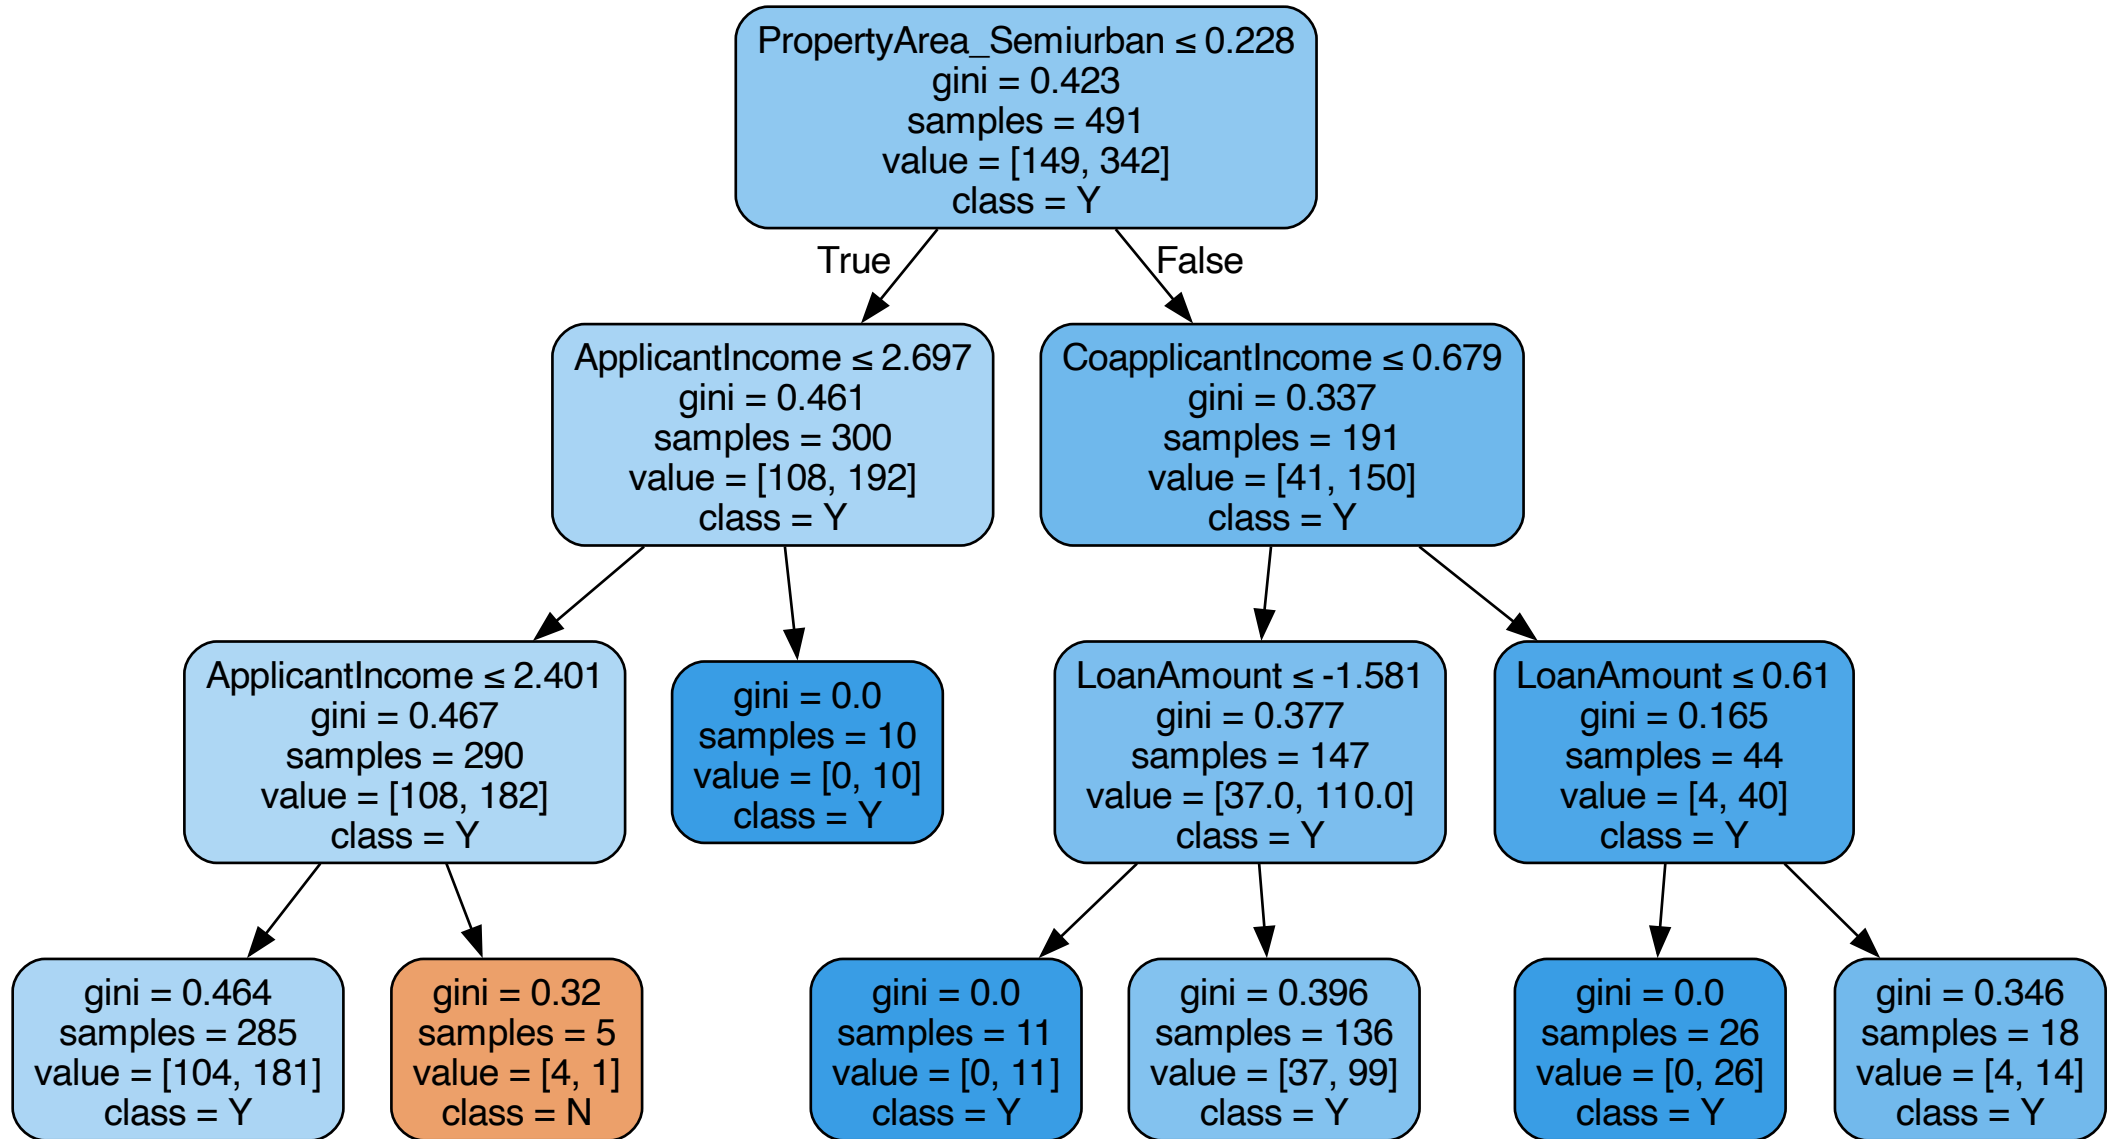 PropertyArea_Semiurban ≤ 0.228
gini = 0.423
samples = 491
value = [149, 342]
class = Y
True
False
ApplicantIncome ≤ 2.697
gini = 0.461
samples = 300
value = [108, 192]
class = Y
CoapplicantIncome ≤ 0.679
gini = 0.337
samples = 191
value = [41, 150]
class = Y
ApplicantIncome ≤ 2.401
gini = 0.467
samples = 290
value = [108, 182]
class = Y
gini = 0.0
samples = 10
value = [0, 10]
class = Y
LoanAmount ≤ -1.581
gini = 0.377
samples = 147
value = [37.0, 110.0]
class = Y
LoanAmount ≤ 0.61
gini = 0.165
samples = 44
value = [4, 40]
class = Y
gini = 0.464
samples = 285
value = [104, 181]
class = Y
gini = 0.32
samples = 5
value = [4, 1]
class = N
gini = 0.0
samples = 11
value = [0, 11]
class = Y
gini = 0.396
samples = 136
value = [37, 99]
class = Y
gini = 0.0
samples = 26
value = [0, 26]
class = Y
gini = 0.346
samples = 18
value = [4, 14]
class = Y